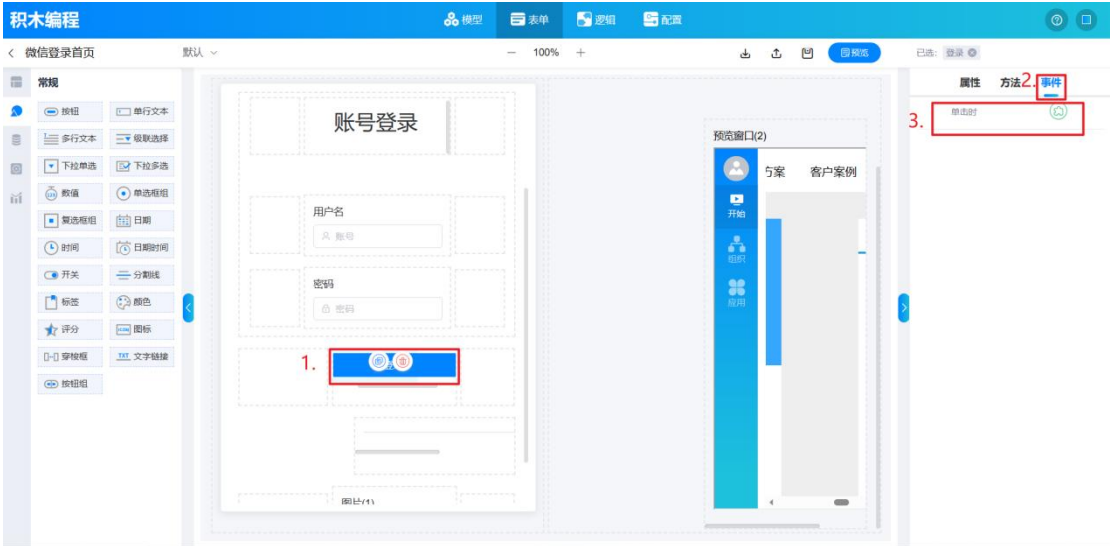 积木编程 模型 表单 逻辑 配置
微信登录首页 默认 100% 预览 已选: 登录
常规 属性 方法 2. 事件
按钮 单行文本 单击时 3.
多行文本 级联选择
下拉单选 下拉多选
数值 单选框组
复选框组 日期
时间 日期时间
开关 分割线
标签 颜色
评分 图标
穿梭框 TXT 文字链接
按钮组
账号登录
用户名
账号
密码
密码
1.
图片(1)
预览窗口(2)
方案 客户案例
开始
组织
应用